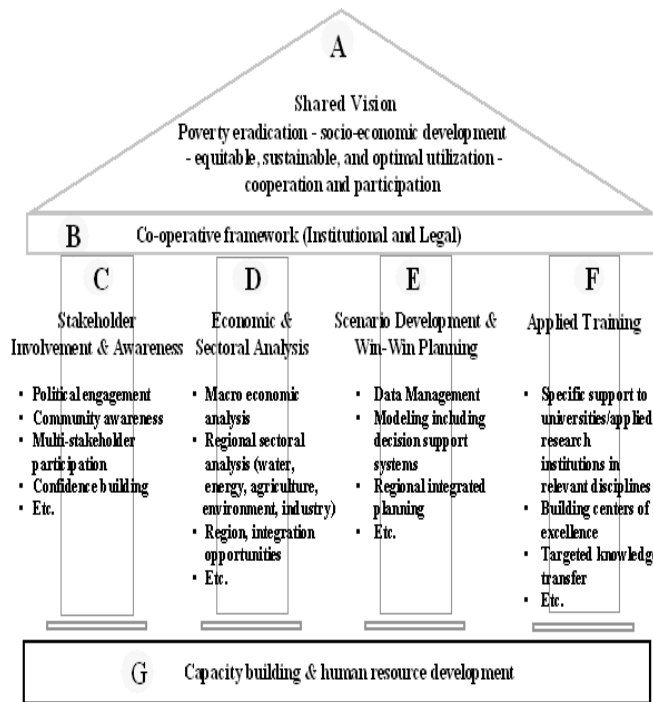 A
Shared Vision
Poverty eradication - socio-economic development
- equitable, sustainable, and optimal utilization -
cooperation and participation
B
Co-operative framework (Institutional and Legal)
C
Stakeholder
Involvement & Awareness
• Political engagement
• Community awareness
• Multi-stakeholder
participation
• Confidence building
• Etc.
D
Economic &
Sectoral Analysis
• Macro economic
analysis
• Regional sectoral
analysis (water,
energy, agriculture,
environment, industry)
• Region, integration
opportunities
• Etc.
E
Scenario Development &
Win-Win Planning
• Data Management
• Modeling including
decision support
systems
• Regional integrated
planning
• Etc.
F
Applied Training
• Specific support to
universities/applied
research
institutions in
relevant disciplines
• Building centers of
excellence
• Targeted knowledge
transfer
• Etc.
G
Capacity building & human resource development